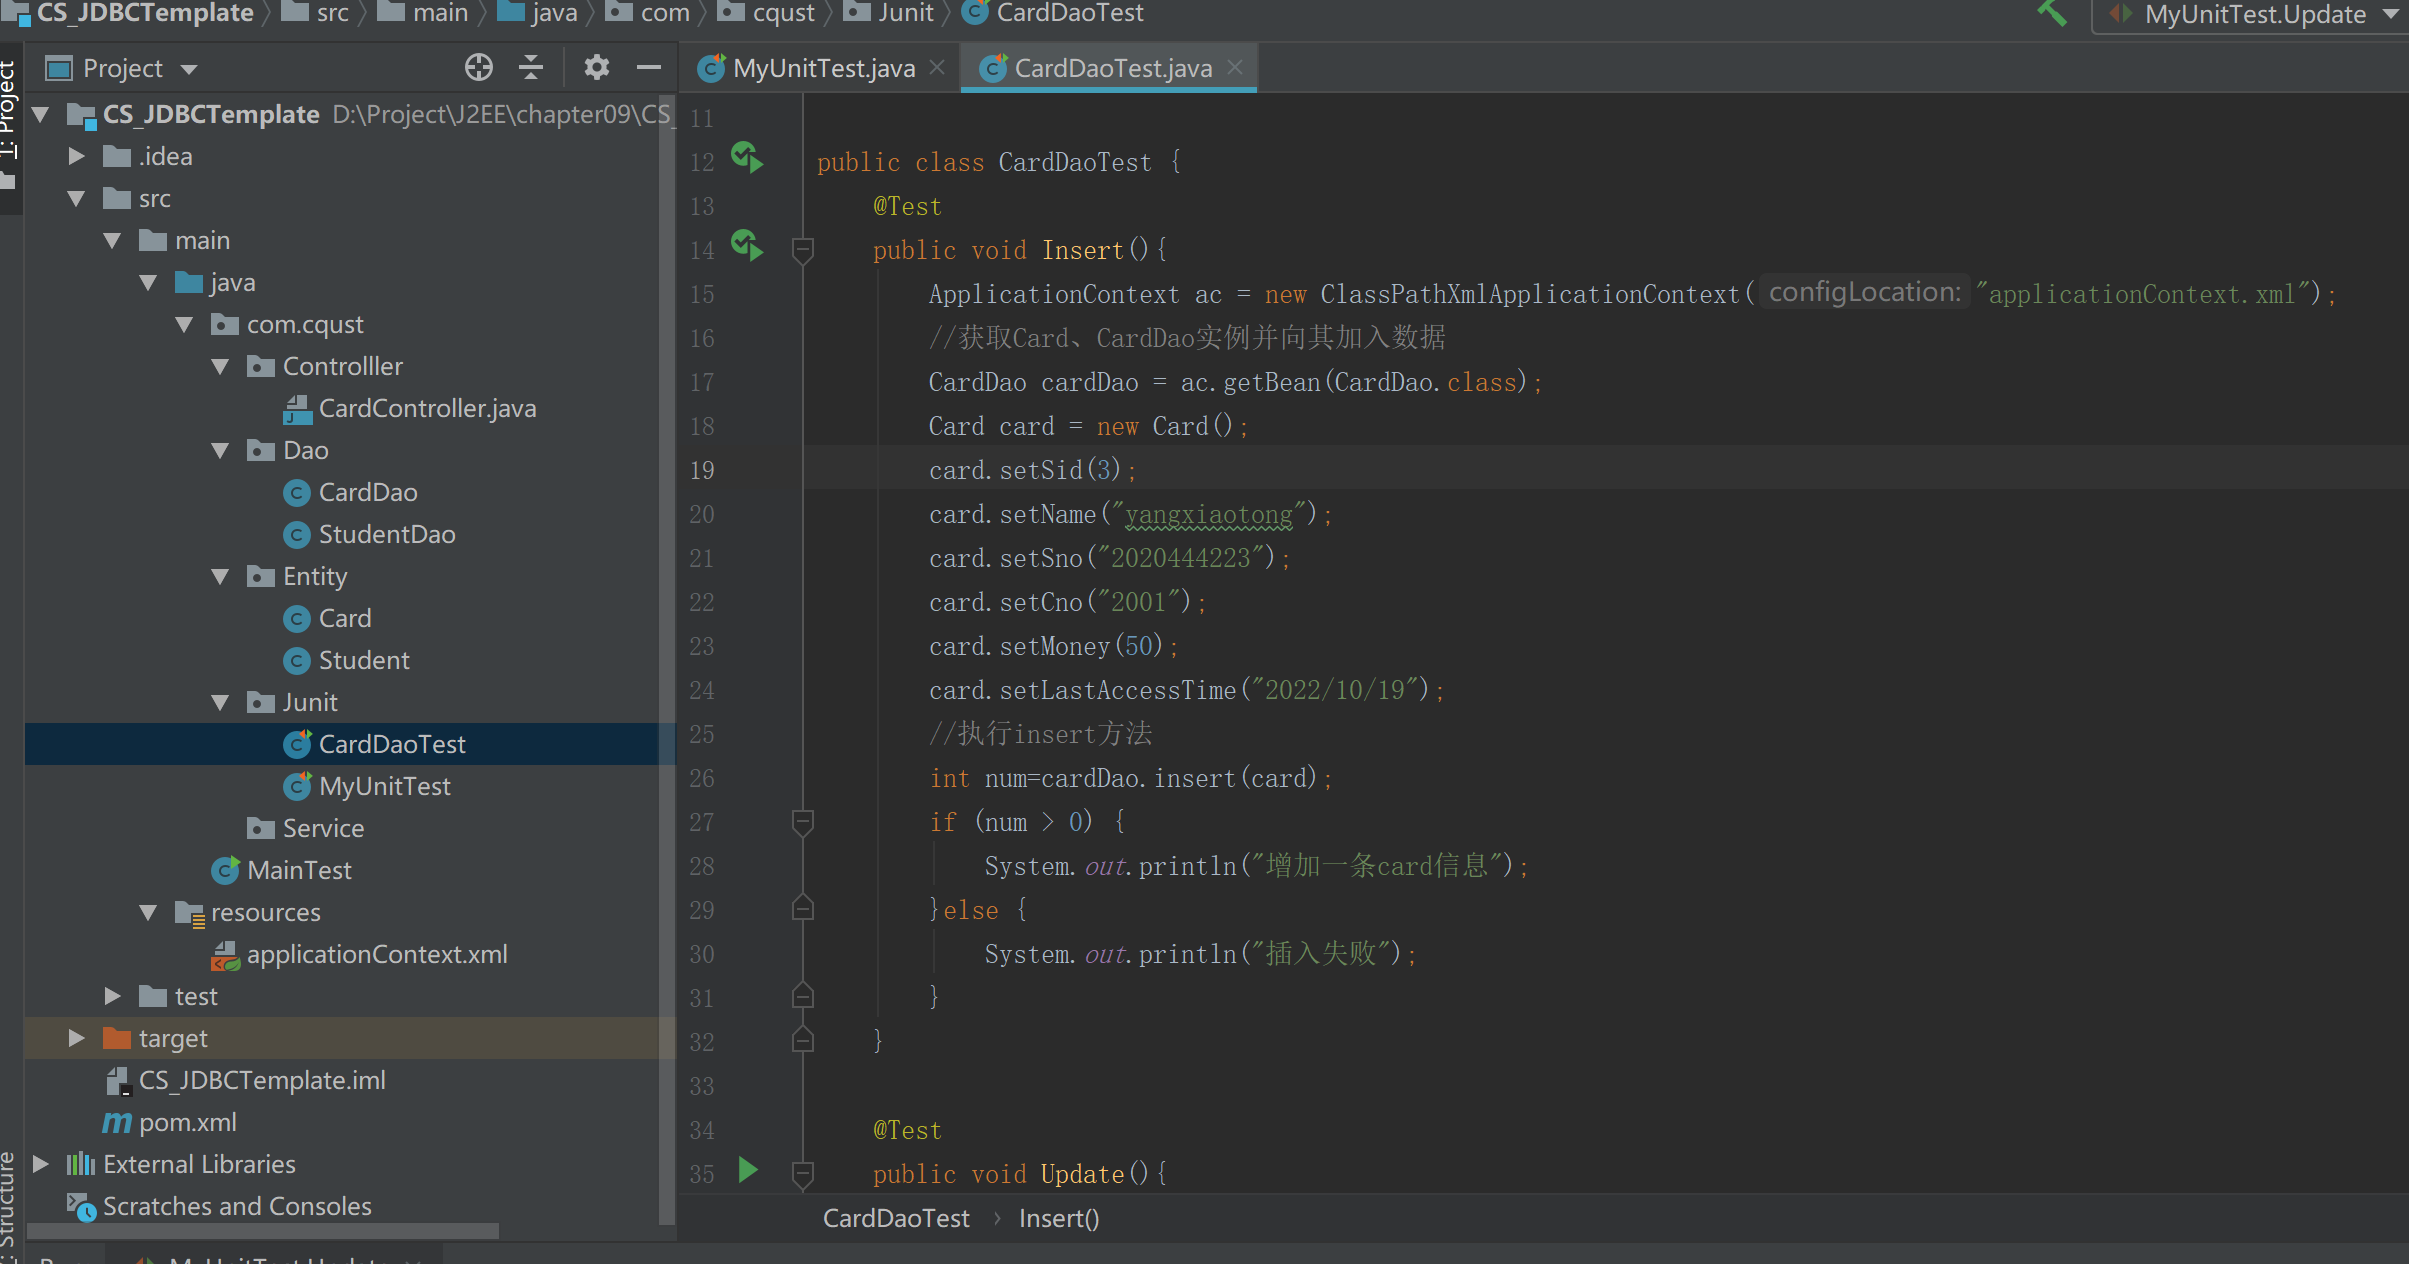 CS_JDBCTemplate src main java com cqust Junit CardDaoTest MyUnitTest.Update
1: Project
Project
CS_JDBCTemplate D:\Project\J2EE\chapter09\CS_
.idea
src
main
java
com.cqust
Controlller
CardController.java
Dao
CardDao
StudentDao
Entity
Card
Student
Junit
CardDaoTest
MyUnitTest
Service
MainTest
resources
applicationContext.xml
test
target
CS_JDBCTemplate.iml
pom.xml
External Libraries
Scratches and Consoles
Structure
MyUnitTest.java CardDaoTest.java
11
12 public class CardDaoTest {
13 @Test
14 public void Insert(){
15 ApplicationContext ac = new ClassPathXmlApplicationContext( configLocation: "applicationContext.xml");
16 //获取Card、CardDao实例并向其加入数据
17 CardDao cardDao = ac.getBean(CardDao.class);
18 Card card = new Card();
19 card.setSid(3);
20 card.setName("yangxiaotong");
21 card.setSno("2020444223");
22 card.setCno("2001");
23 card.setMoney(50);
24 card.setLastAccessTime("2022/10/19");
25 //执行insert方法
26 int num=cardDao.insert(card);
27 if (num > 0) {
28 System.out.println("增加一条card信息");
29 }else {
30 System.out.println("插入失败");
31 }
32 }
33
34 @Test
35 public void Update(){
CardDaoTest › Insert()